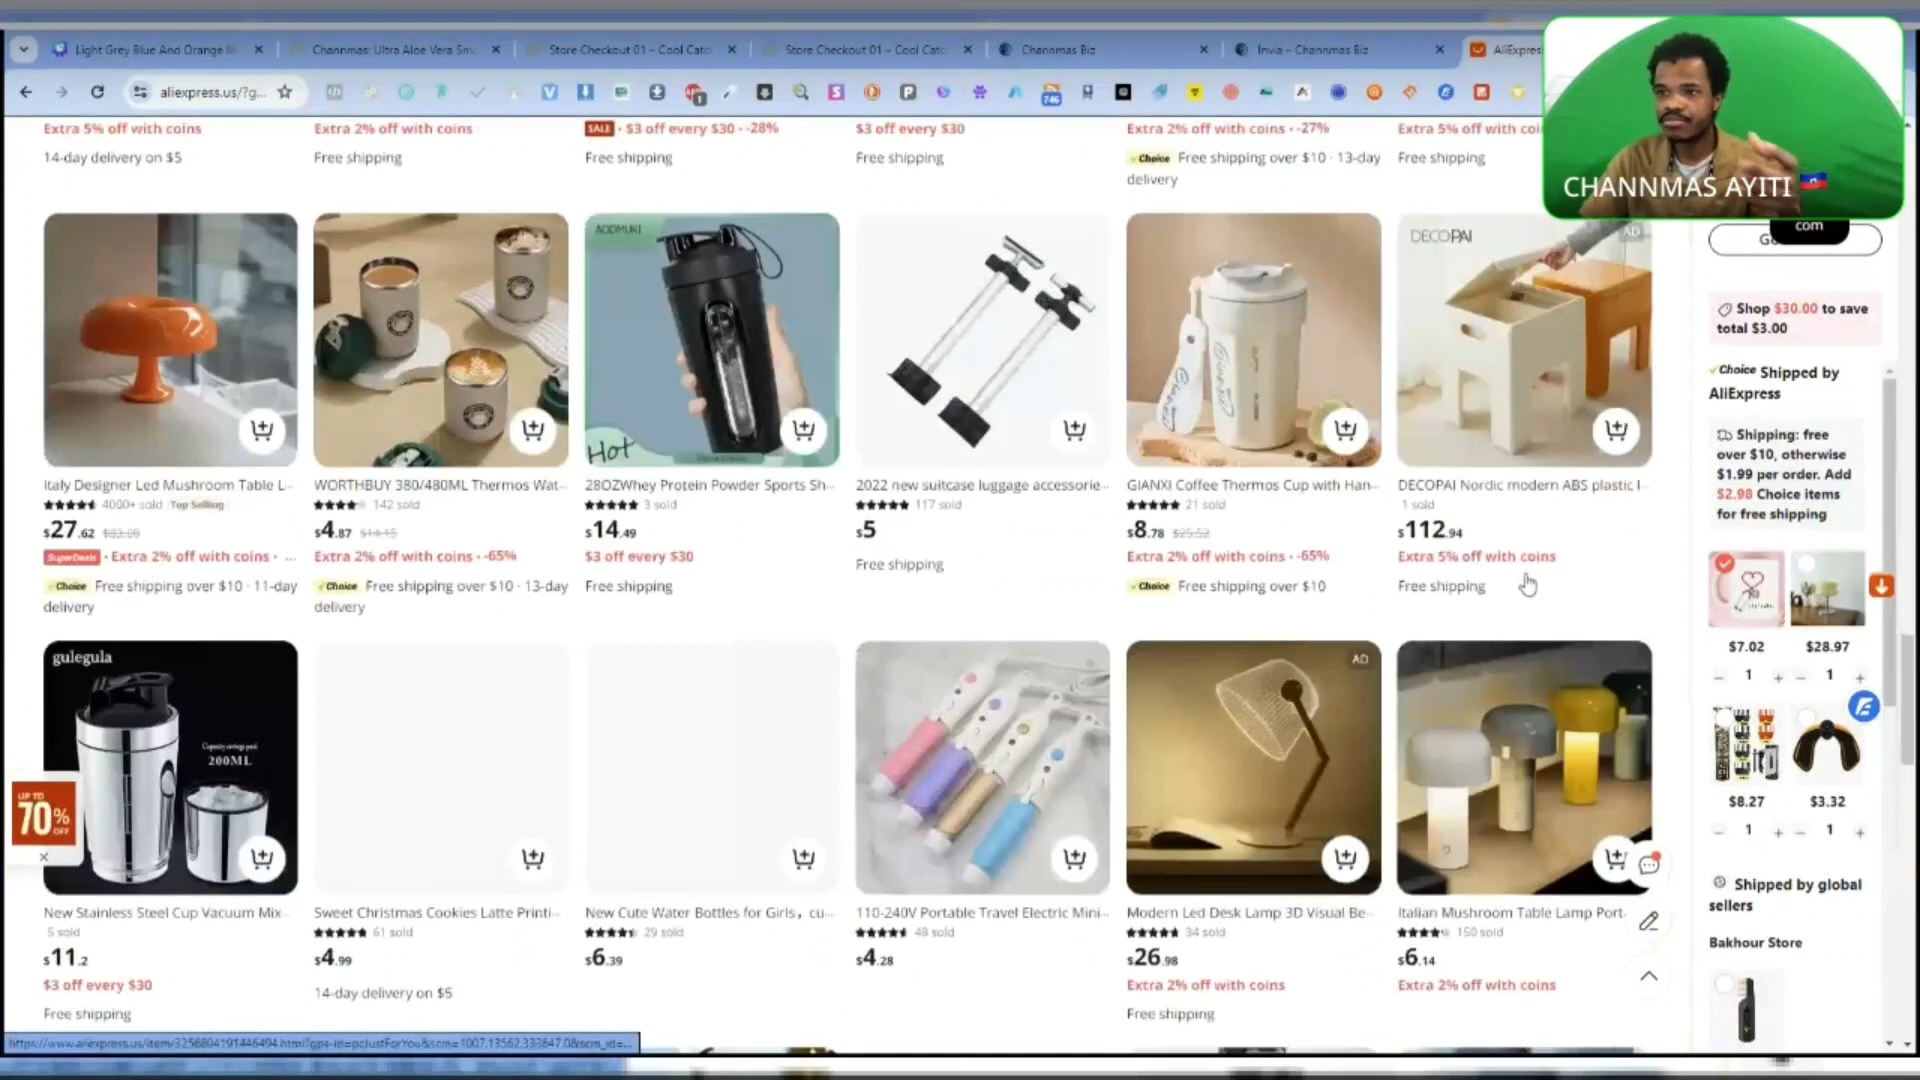 Light Grey Blue And Orange
Channmas: Ultra Aloe Vera Smo
Store Checkout 01 – Cool Catc
Store Checkout 01 – Cool Catc
Channmas Biz
Invia – Channmas Biz
AliExpress
aliexpress.us/?g...
746
CHANNMAS AYITI
com
Extra 5% off with coins
14-day delivery on $5
Extra 2% off with coins
Free shipping
SALE · $3 off every $30 · -28%
Free shipping
$3 off every $30
Free shipping
Extra 2% off with coins · -27%
Choice Free shipping over $10 · 13-day
delivery
Extra 5% off with coi
Free shipping
AODMUKI
Hot
DECOPAI
AD
Italy Designer Led Mushroom Table L...
4000+ sold Top Selling
$27.62
SuperDeals · Extra 2% off with coins · ...
Choice Free shipping over $10 · 11-day
delivery
WORTHBUY 380/480ML Thermos Wat...
142 sold
$4.87 $14.15
Extra 2% off with coins · -65%
Choice Free shipping over $10 · 13-day
delivery
28OZWhey Protein Powder Sports Sh...
3 sold
$14.49
$3 off every $30
Free shipping
2022 new suitcase luggage accessorie...
117 sold
$5
Free shipping
GIANXI Coffee Thermos Cup with Han...
21 sold
$8.78 $25.52
Extra 2% off with coins · -65%
Choice Free shipping over $10
DECOPAI Nordic modern ABS plastic l...
1 sold
$112.94
Extra 5% off with coins
Free shipping
gulegula
200ML
UP TO
70%
OFF
AD
New Stainless Steel Cup Vacuum Mix...
5 sold
$11.2
$3 off every $30
Free shipping
Sweet Christmas Cookies Latte Printi...
61 sold
$4.99
14-day delivery on $5
New Cute Water Bottles for Girls，cu...
29 sold
$6.39
110-240V Portable Travel Electric Mini...
48 sold
$4.28
Modern Led Desk Lamp 3D Visual Be...
34 sold
$26.98
Extra 2% off with coins
Free shipping
Italian Mushroom Table Lamp Port
150 sold
$6.14
Extra 2% off with coins
Shop $30.00 to save
total $3.00
Choice Shipped by
AliExpress
Shipping: free
over $10, otherwise
$1.99 per order. Add
$2.98 Choice items
for free shipping
$7.02
$28.97
1
1
$8.27
$3.32
1
1
Shipped by global
sellers
Bakhour Store
https://www.aliexpress.us/item/3256804191446494.html?gps-id=pcJustForYou&scm=1007.13562.333647.0&scm_id=...